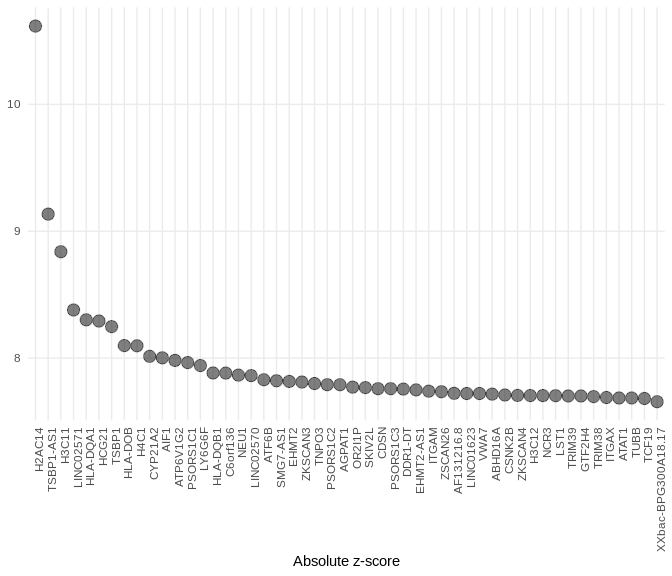 10
9
8
H2AC14
TSBP1-AS1
H3C11
LINC02571
HLA-DQA1
HCG21
TSBP1
HLA-DOB
H4C1
CYP21A2
AIF1
ATP6V1G2
PSORS1C1
LY6G6F
HLA-DQB1
C6orf136
NEU1
LINC02570
ATF6B
SMG7-AS1
EHMT2
ZKSCAN3
TNPO3
PSORS1C2
AGPAT1
OR2I1P
SKIV2L
CDSN
PSORS1C3
DDR1-DT
EHMT2-AS1
ITGAM
ZSCAN26
AF131216.8
LINC01623
VWA7
ABHD16A
CSNK2B
ZKSCAN4
H3C12
NCR3
LST1
TRIM39
GTF2H4
TRIM38
ITGAX
ATAT1
TUBB
TCF19
XXbac-BPG300A18.17
Absolute z-score